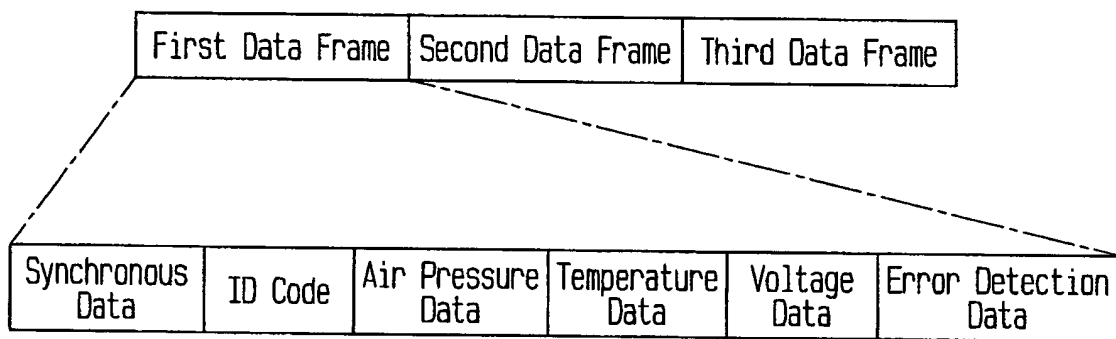 First Data Frame Second Data Frame Third Data Frame
Synchronous Data
ID Code
Air Pressure Data
Temperature Data
Voltage Data
Error Detection Data